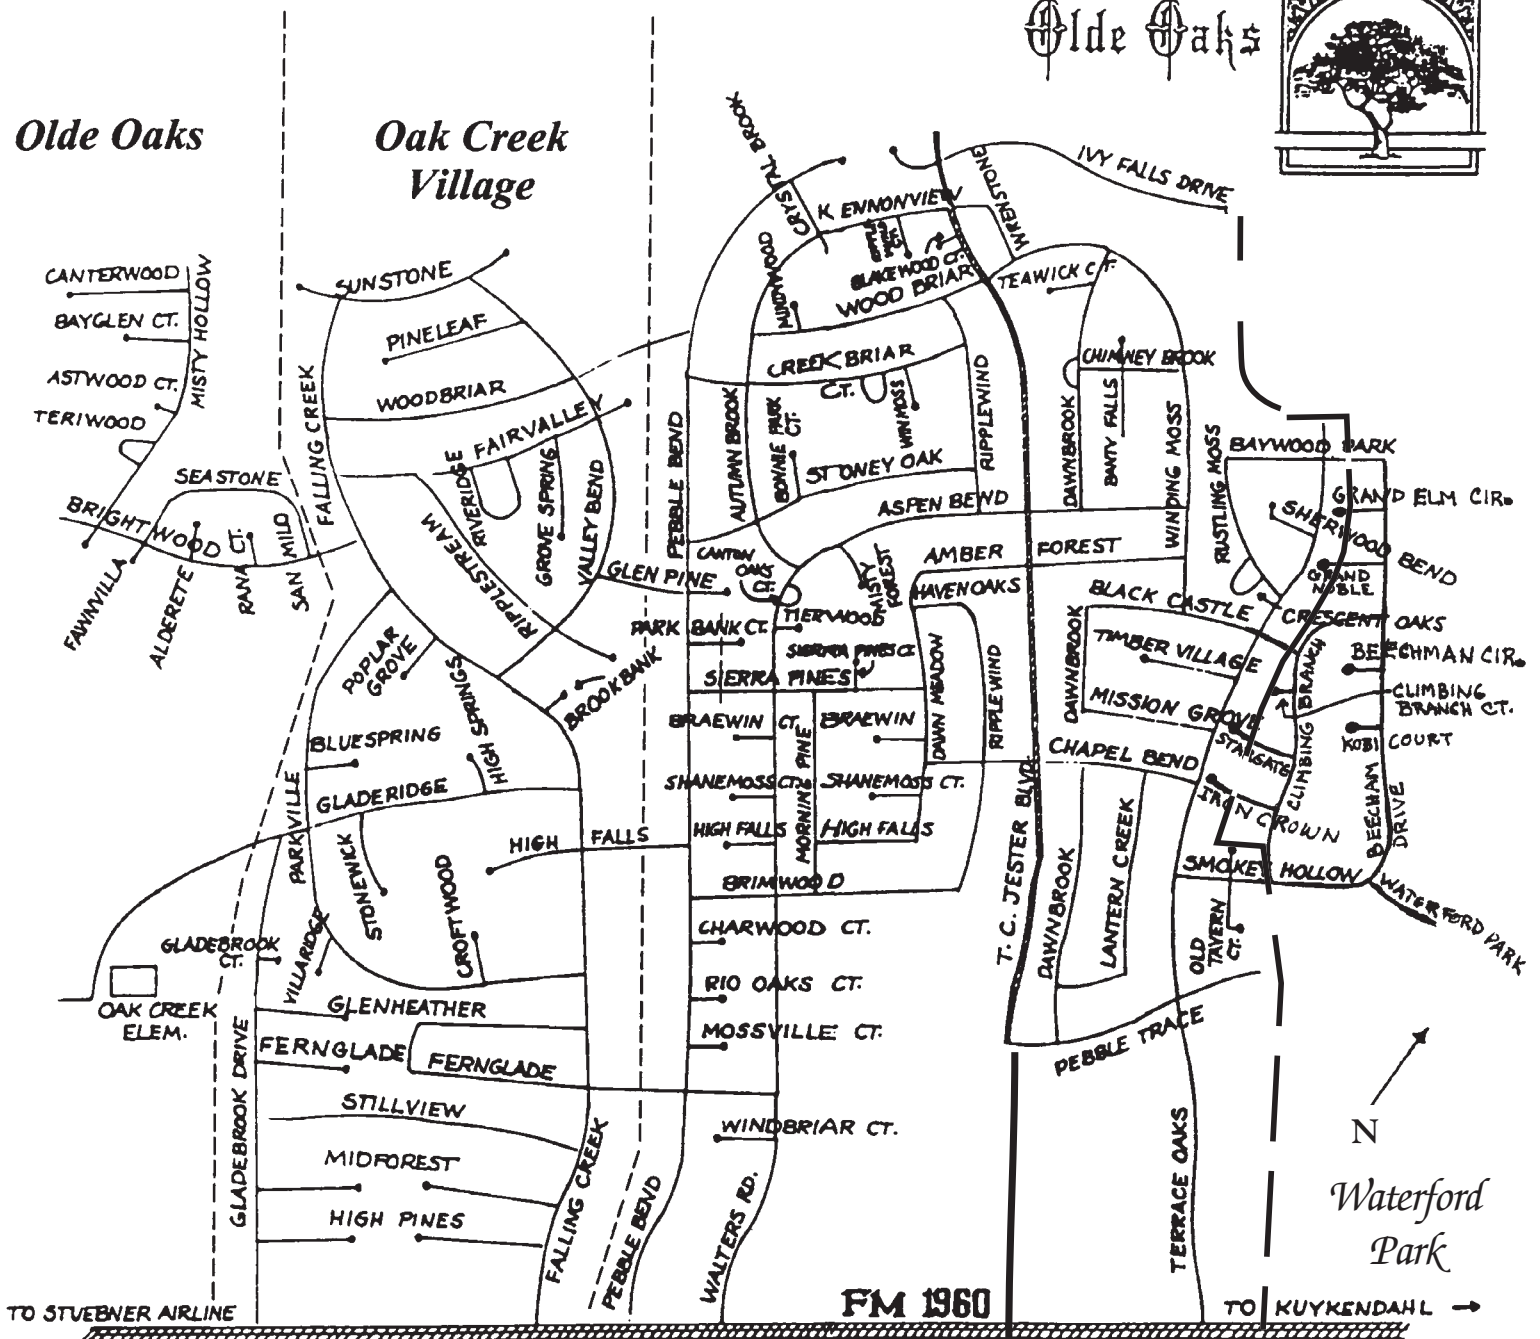 Olde Oaks
Olde Oaks
Oak Creek
Village
CRYSTAL BROOK
KENNONVIEW
WRENSTONE
IVY FALLS DRIVE
CANTERWOOD
BAYGLEN CT.
ASTWOOD CT.
TERIWOOD
MISTY HOLLOW
SUNSTONE
PINELEAF
WOODBRIAR
FAIRVALLEY
FALLING CREEK
BLAKEWOOD CT.
WOOD BRIAR
TEAWICK CT.
CREEK BRIAR
CT.
CHIMNEY BROOK
SEASTONE
BRIGHTWOOD
FAWNVILLA
ALDERETE
RANA CT.
SAN MILO
RIPPLESTREAM
RIVERIDGE
GROVE SPRING
VALLEY BEND
PEBBLE BEND
AUTUMN BROOK
BONNIE PARK
CT.
WINMOSS
RIPPLEWIND
STONEY OAK
ASPEN BEND
DAWNBROOK
BANTY FALLS
WINDING MOSS
RUSTLING MOSS
BAYWOOD PARK
GRAND ELM CIR.
SHERWOOD BEND
GRAND
NOBLE
CRESCENT OAKS
BEECHMAN CIR.
CLIMBING
BRANCH CT.
KOBI COURT
GLEN PINE
CANYON
OAKS
CT.
MISTY
FOREST
AMBER FOREST
HAVEN OAKS
BLACK CASTLE
PARK BANK CT.
TIERWOOD
SIERRA PINES CT.
SIERRA PINES
TIMBER VILLAGE
MISSION GROVE
STARGATE
CLIMBING BRANCH
DAWNBROOK
POPLAR
GROVE
HIGH SPRINGS
BROOKBANK
BRAEWIN CT.
BRAEWIN
DAWN MEADOW
RIPPLEWIND
CHAPEL BEND
BLUESPRING
GLADERIDGE
SHANEMOSS CT.
SHANEMOSS CT.
MORNING PINE
HIGH FALLS
HIGH FALLS
HIGH FALLS
BRIMWOOD
IRON CROWN
BEECHAM
DRIVE
SMOKEY HOLLOW
WATERFORD PARK
PARKVILLE
STONEWICK
CROFTWOOD
CHARWOOD CT.
T. C. JESTER BLVD.
DAWNBROOK
LANTERN CREEK
OLD
TAVERN
CT.
GLADEBROOK
CT.
VILLARIDGE
OAK CREEK
ELEM.
GLENHEATHER
RIO OAKS CT.
MOSSVILLE CT.
PEBBLE TRACE
FERNGLADE
FERNGLADE
STILLVIEW
MIDFOREST
HIGH PINES
GLADEBROOK DRIVE
FALLING CREEK
PEBBLE BEND
WALTERS RD.
WINDBRIAR CT.
TERRACE OAKS
N
Waterford
Park
TO STUEBNER AIRLINE
FM 1960
TO KUYKENDAHL